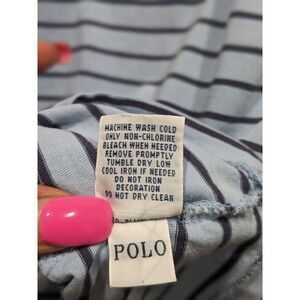 MACHINE WASH COLD
ONLY NON-CHLORINE
BLEACH WHEN NEEDED
REMOVE PROMPTLY
TUMBLE DRY LOW
COOL IRON IF NEEDED
DO NOT IRON
DECORATION
DO NOT DRY CLEAN
POLO